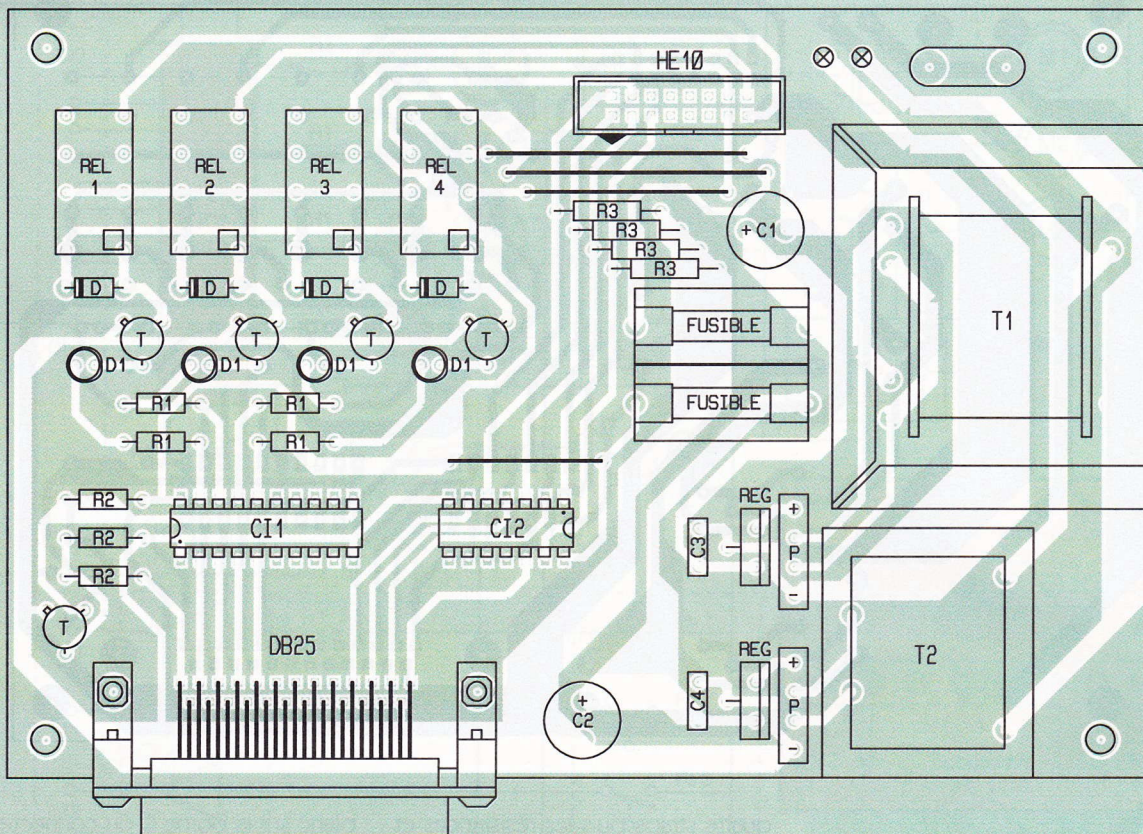 HE10
REL 1
REL 2
REL 3
REL 4
R3
R3
R3
R3
+ C1
D
D
D
D
T
T
T
T
D1
D1
D1
D1
FUSIBLE
FUSIBLE
T1
R1
R1
R1
R1
R2
R2
R2
CI1
CI2
REG
C3
+
P
-
T
DB25
T2
REG
C4
+
P
-
+
C2